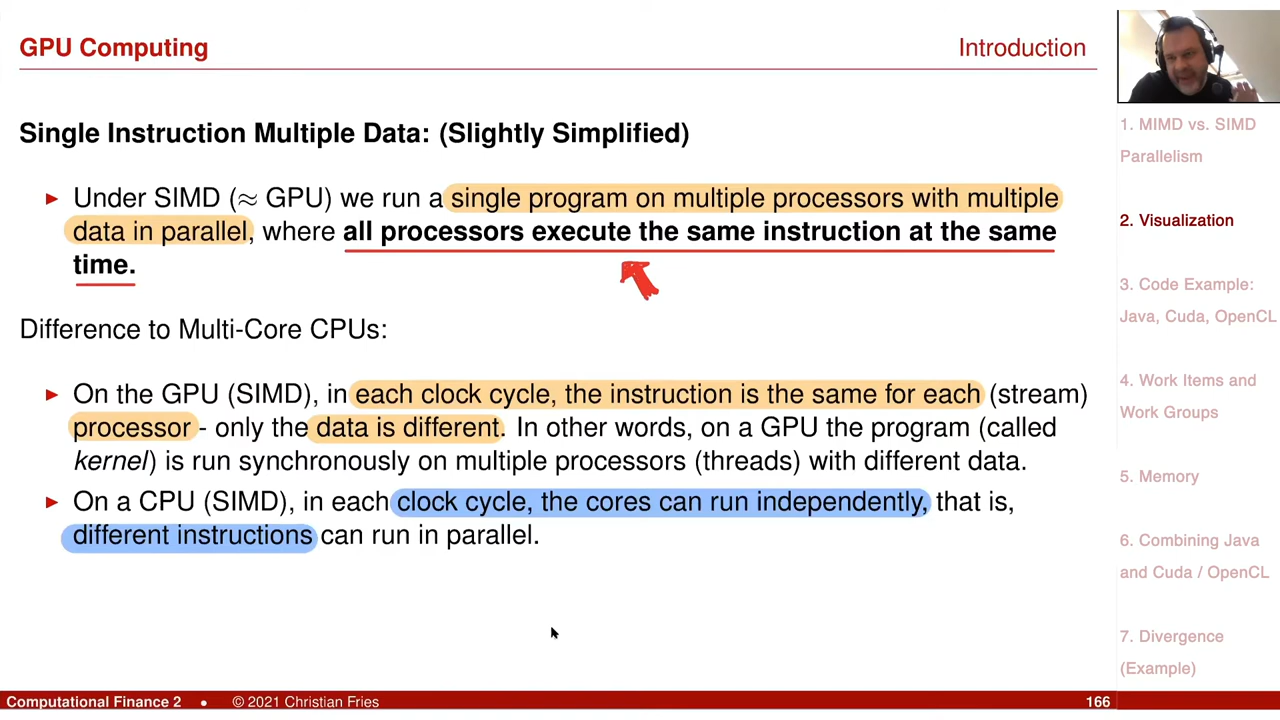 GPU Computing
Introduction
Single Instruction Multiple Data: (Slightly Simplified)
▸ Under SIMD (≈ GPU) we run a single program on multiple processors with multiple
data in parallel, where all processors execute the same instruction at the same
time.
Difference to Multi-Core CPUs:
▸ On the GPU (SIMD), in each clock cycle, the instruction is the same for each (stream)
processor - only the data is different. In other words, on a GPU the program (called
kernel) is run synchronously on multiple processors (threads) with different data.
▸ On a CPU (SIMD), in each clock cycle, the cores can run independently, that is,
different instructions can run in parallel.
1. MIMD vs. SIMD
Parallelism
2. Visualization
3. Code Example:
Java, Cuda, OpenCL
4. Work Items and
Work Groups
5. Memory
6. Combining Java
and Cuda / OpenCL
7. Divergence
(Example)
Computational Finance 2 • © 2021 Christian Fries
166